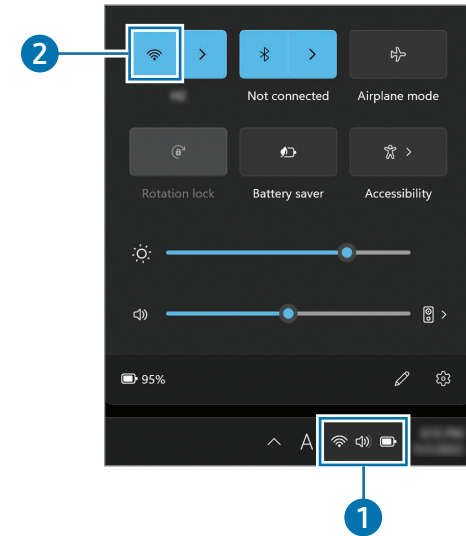 2
Not connected
Airplane mode
Rotation lock
Battery saver
Accessibility
95%
A
1